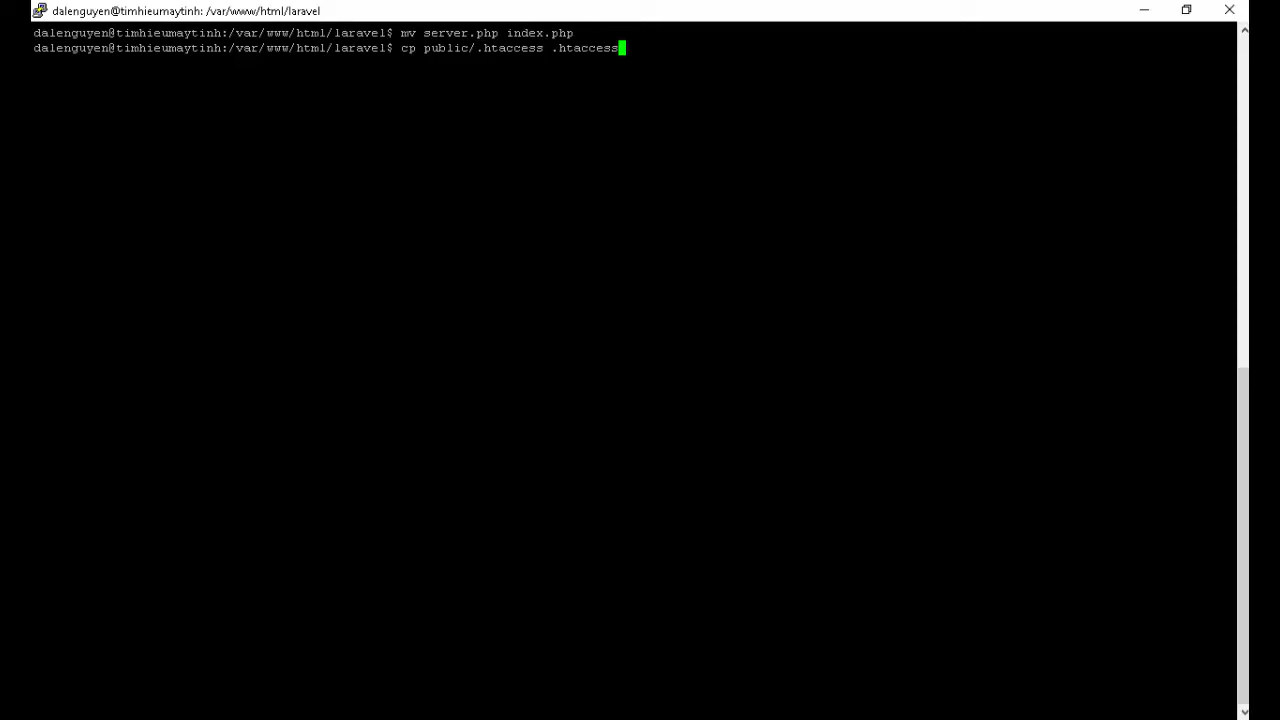 dalenguyen@timhieumaytinh: /var/www/html/laravel
dalenguyen@timhieumaytinh:/var/www/html/laravel$ mv server.php index.php
dalenguyen@timhieumaytinh:/var/www/html/laravel$ cp public/.htaccess .htaccess